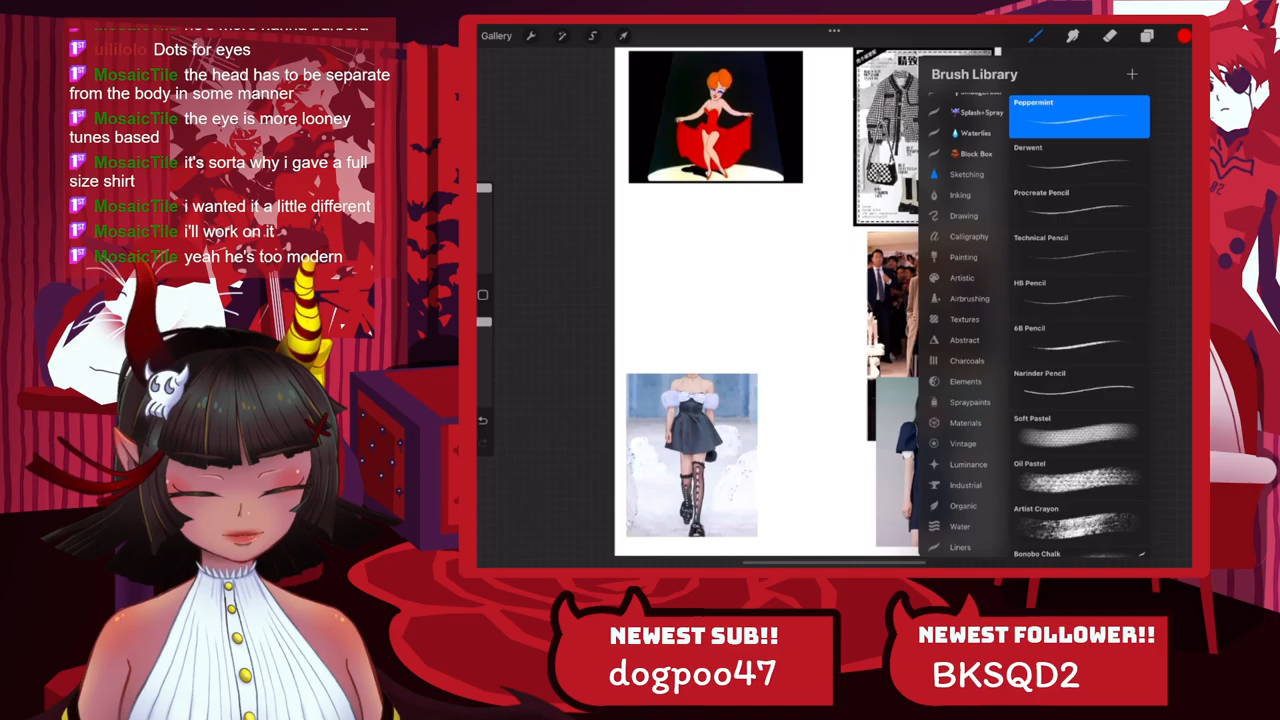 uililolo Dots for eyes
MosaicTile the head has to be separate
from the body in some manner
MosaicTile the eye is more looney
tunes based
MosaicTile it's sorta why i gave a full
size shirt
MosaicTile i wanted it a little different
MosaicTile i'll work on it
MosaicTile yeah he's too modern
Gallery
Brush Library
Splash+Spray
Waterlies
Block Box
Sketching
Inking
Drawing
Calligraphy
Painting
Artistic
Airbrushing
Textures
Abstract
Charcoals
Elements
Spraypaints
Materials
Vintage
Luminance
Industrial
Organic
Water
Liners
Peppermint
Derwent
Procreate Pencil
Technical Pencil
HB Pencil
6B Pencil
Narinder Pencil
Soft Pastel
Oil Pastel
Artist Crayon
Bonobo Chalk
NEWEST SUB!!
dogpoo47
NEWEST FOLLOWER!!
BKSQD2